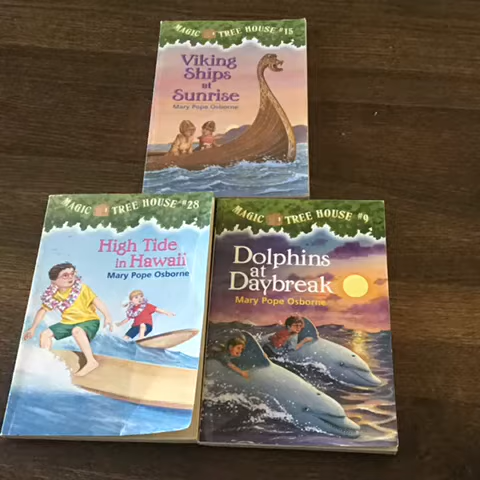 MAGIC TREE HOUSE #15
Viking
Ships
at
Sunrise
Mary Pope Osborne
MAGIC TREE HOUSE #28
High Tide
in Hawaii
Mary Pope Osborne
MAGIC TREE HOUSE #9
Dolphins
at
Daybreak
Mary Pope Osborne